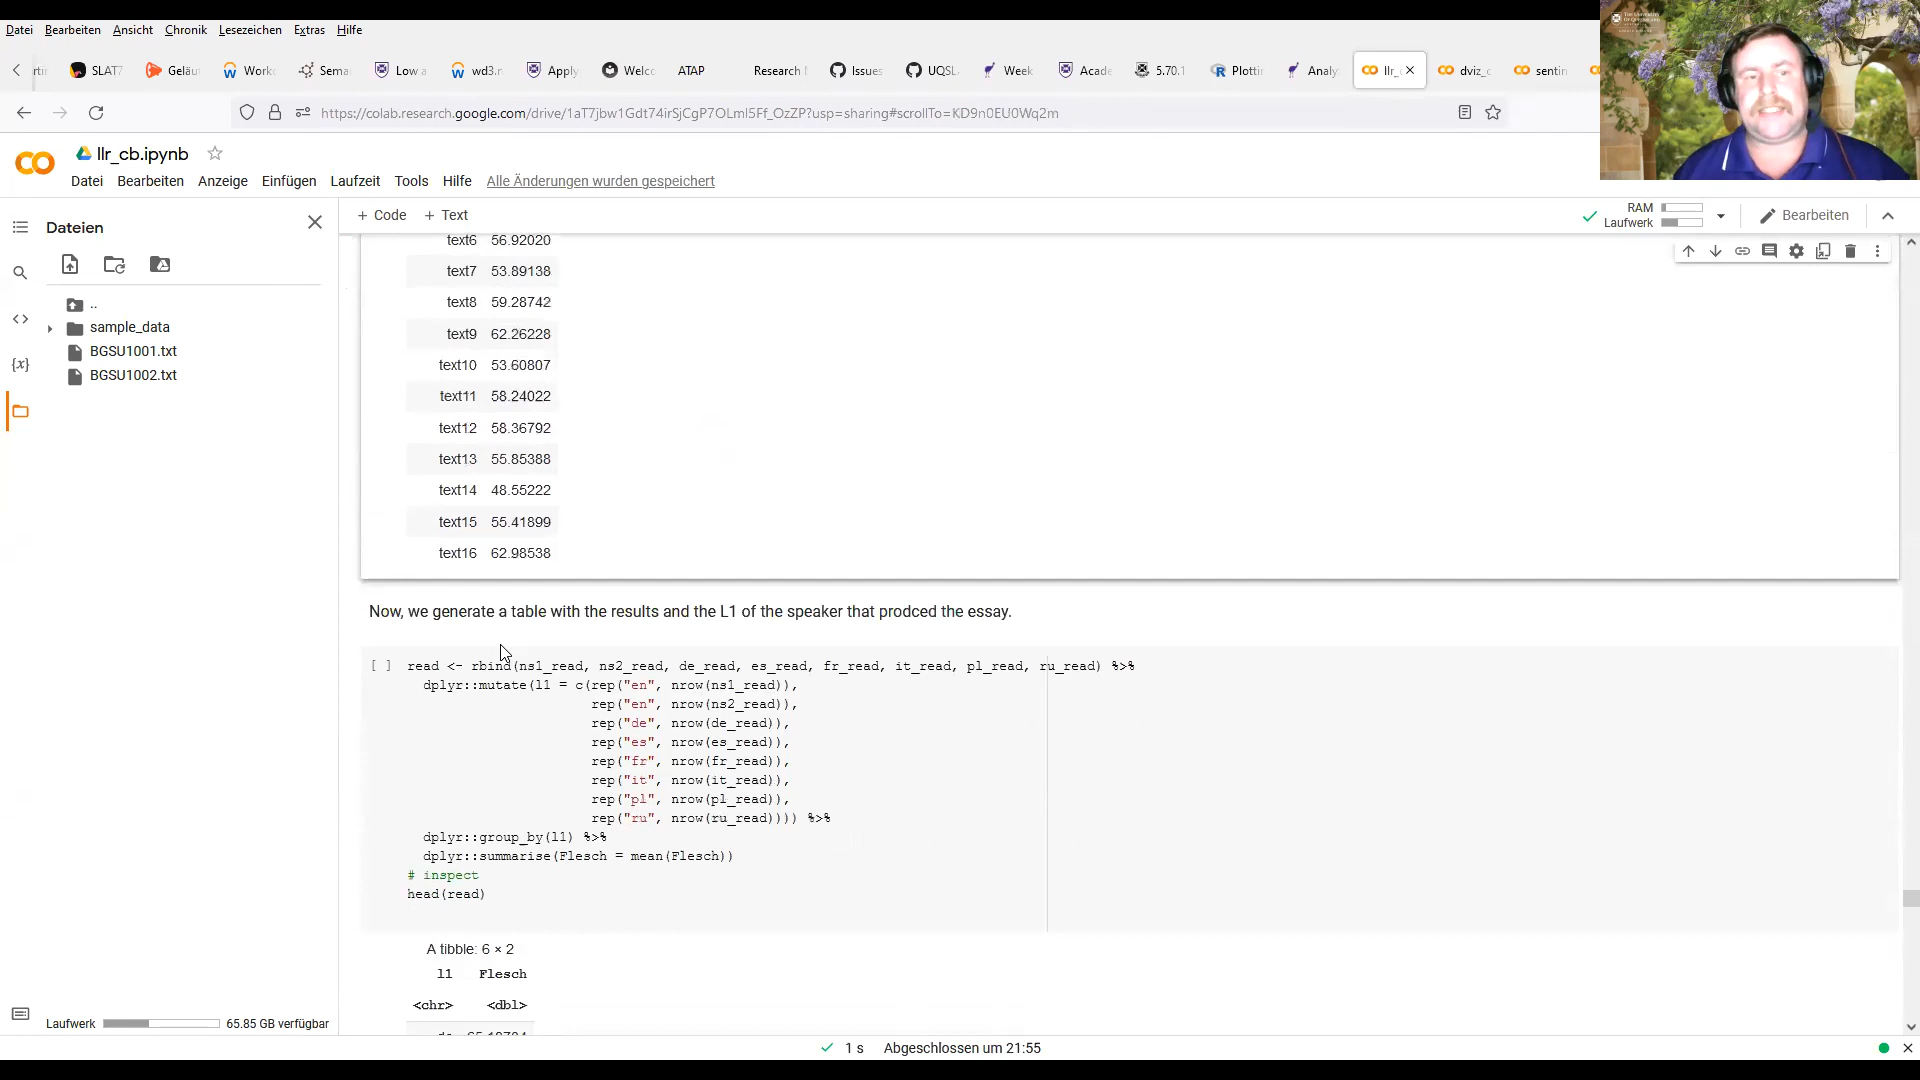 Datei Bearbeiten Ansicht Chronik Lesezeichen Extras Hilfe
SLAT7 Geläu Work Sema Low a wd3.n Apply Welco ATAP Research Issues UQSL Week Acade 5.70.1 Plottin Analy llr_c dviz_c sentin
https://colab.research.google.com/drive/1aT7jbw1Gdt74irSjCgP7OLmI5Ff_OzZP?usp=sharing#scrollTo=KD9n0EU0Wq2m
llr_cb.ipynb
Datei Bearbeiten Anzeige Einfügen Laufzeit Tools Hilfe Alle Änderungen wurden gespeichert
Dateien
+ Code + Text
RAM
Laufwerk
Bearbeiten
..
sample_data
BGSU1001.txt
BGSU1002.txt
text6 56.92020
text7 53.89138
text8 59.28742
text9 62.26228
text10 53.60807
text11 58.24022
text12 58.36792
text13 55.85388
text14 48.55222
text15 55.41899
text16 62.98538
Now, we generate a table with the results and the L1 of the speaker that prodced the essay.
[ ] read <- rbind(ns1_read, ns2_read, de_read, es_read, fr_read, it_read, pl_read, ru_read) %>%
dplyr::mutate(l1 = c(rep("en", nrow(ns1_read)),
rep("en", nrow(ns2_read)),
rep("de", nrow(de_read)),
rep("es", nrow(es_read)),
rep("fr", nrow(fr_read)),
rep("it", nrow(it_read)),
rep("pl", nrow(pl_read)),
rep("ru", nrow(ru_read)))) %>%
dplyr::group_by(l1) %>%
dplyr::summarise(Flesch = mean(Flesch))
# inspect
head(read)
A tibble: 6 × 2
l1 Flesch
<chr> <dbl>
Laufwerk 65.85 GB verfügbar
1 s Abgeschlossen um 21:55